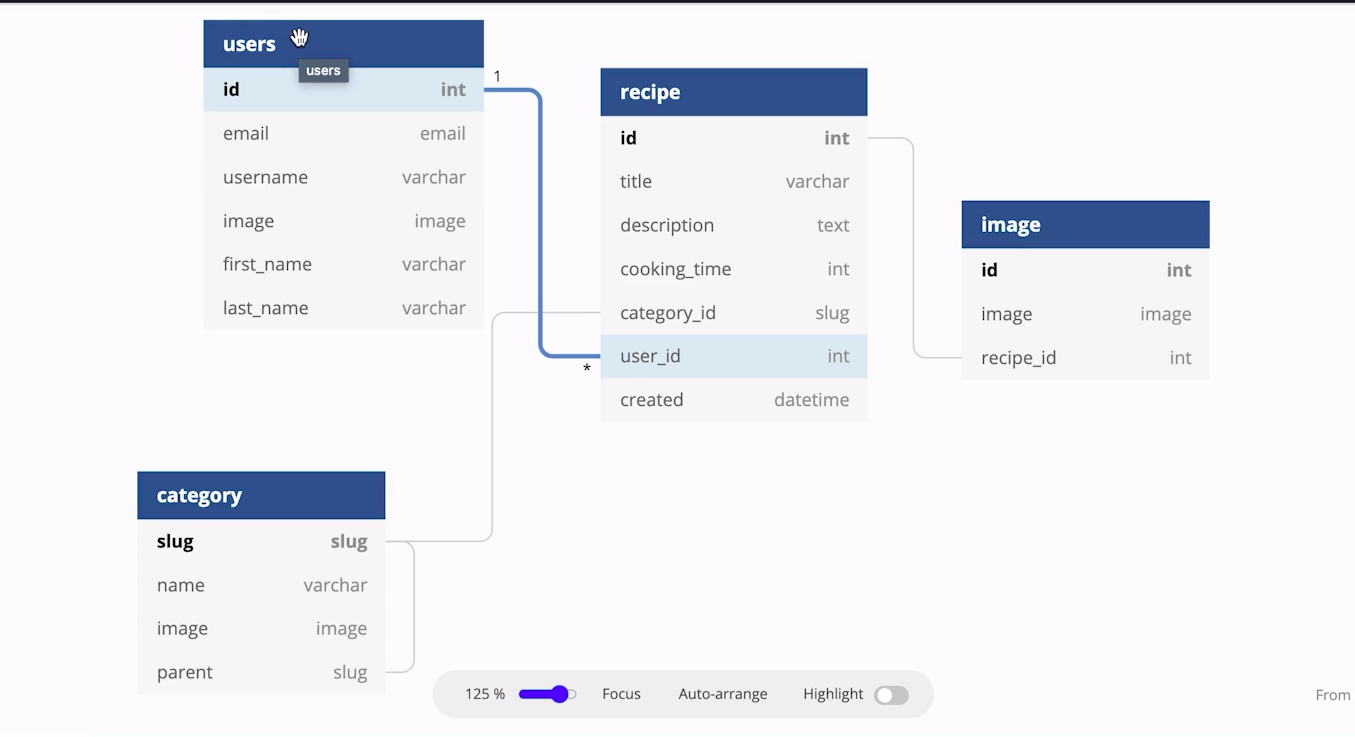 users
users
id int
email email
username varchar
image image
first_name varchar
last_name varchar
1
*
recipe
id int
title varchar
description text
cooking_time int
category_id slug
user_id int
created datetime
image
id int
image image
recipe_id int
category
slug slug
name varchar
image image
parent slug
125 % Focus Auto-arrange Highlight
From